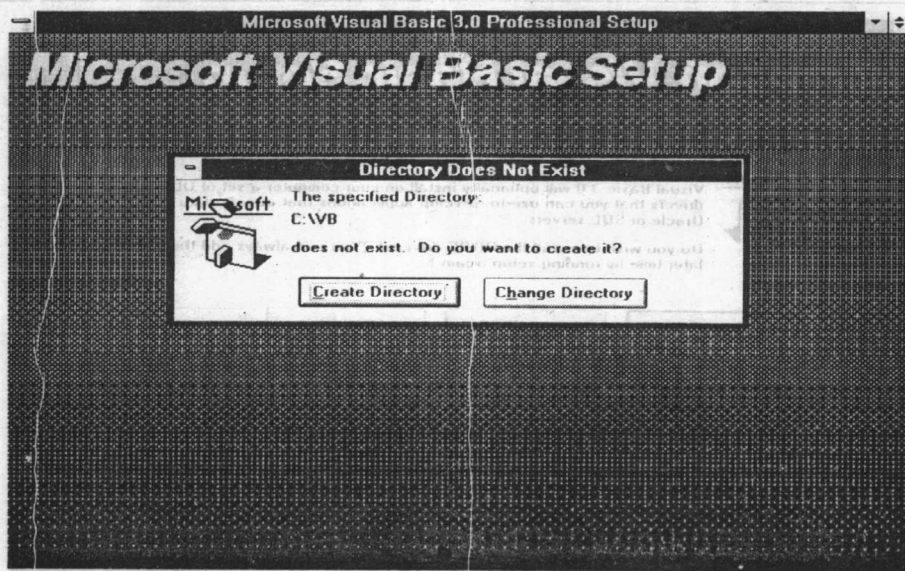 Microsoft Visual Basic 3.0 Professional Setup
Microsoft Visual Basic Setup
Directory Does Not Exist
Microsoft
The specified Directory:
C:\VB
does not exist. Do you want to create it?
Create Directory
Change Directory